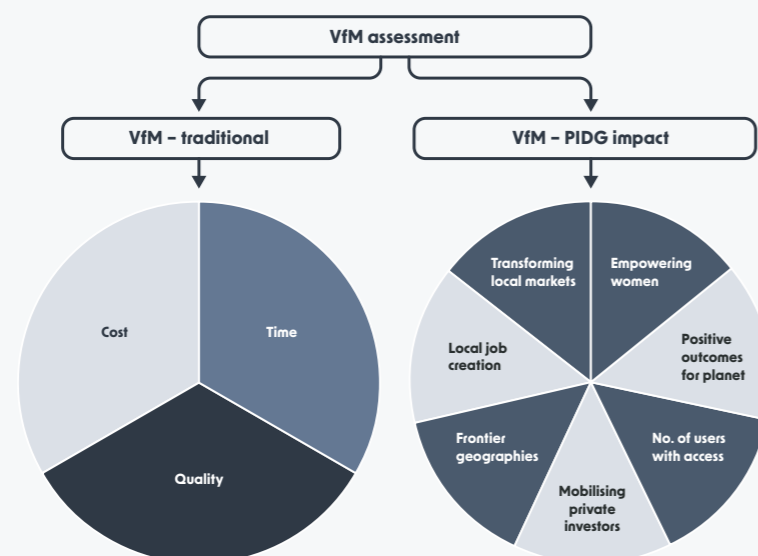 VfM assessment
VfM – traditional
VfM – PIDG impact
Cost
Time
Quality
Transforming
local markets
Empowering
women
Local job
creation
Positive
outcomes
for planet
Frontier
geographies
No. of users
with access
Mobilising
private
investors